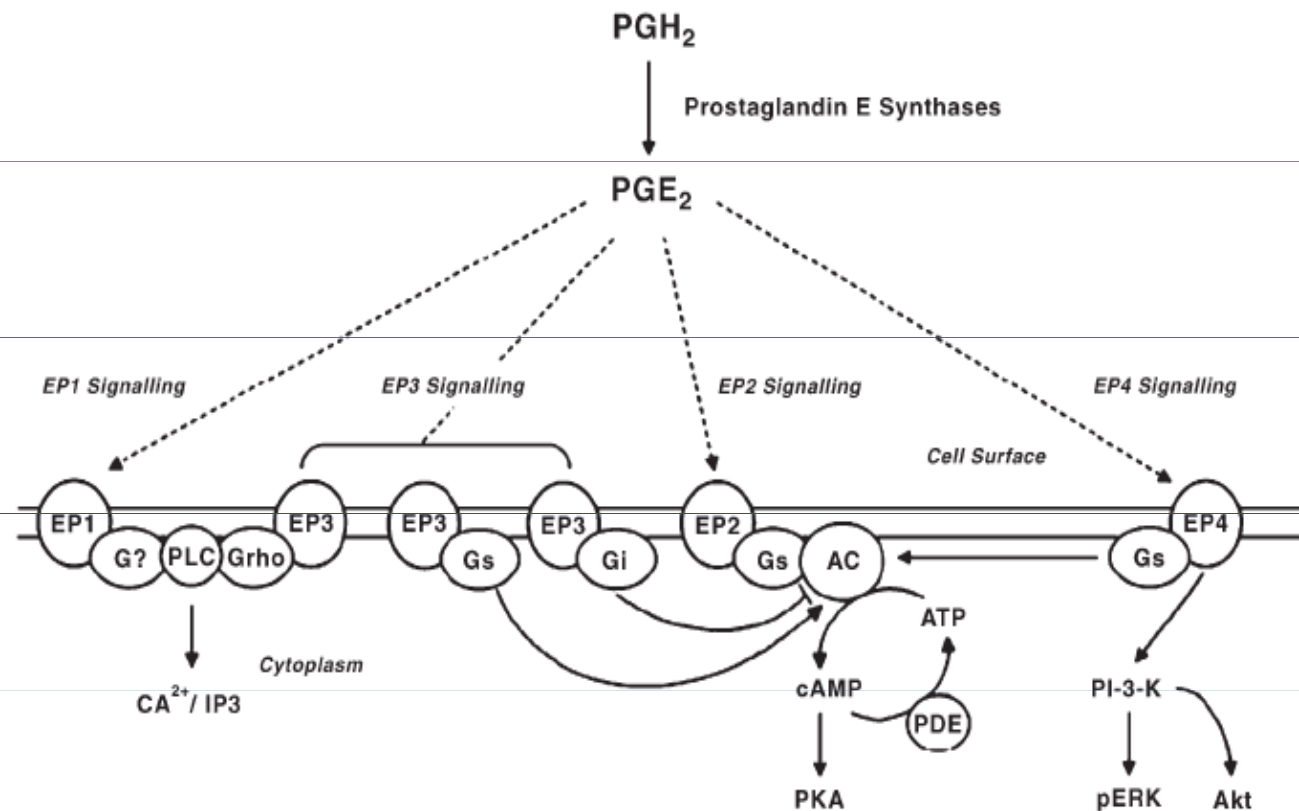 PGH2
Prostaglandin E Synthases
PGE2
EP1 Signalling
EP3 Signalling
EP2 Signalling
EP4 Signalling
Cell Surface
EP1
EP3
EP3
EP3
EP2
EP4
G?
PLC
Grho
Gs
Gi
Gs
AC
Gs
ATP
Cytoplasm
CA2+/ IP3
cAMP
PI-3-K
PDE
PKA
pERK
Akt